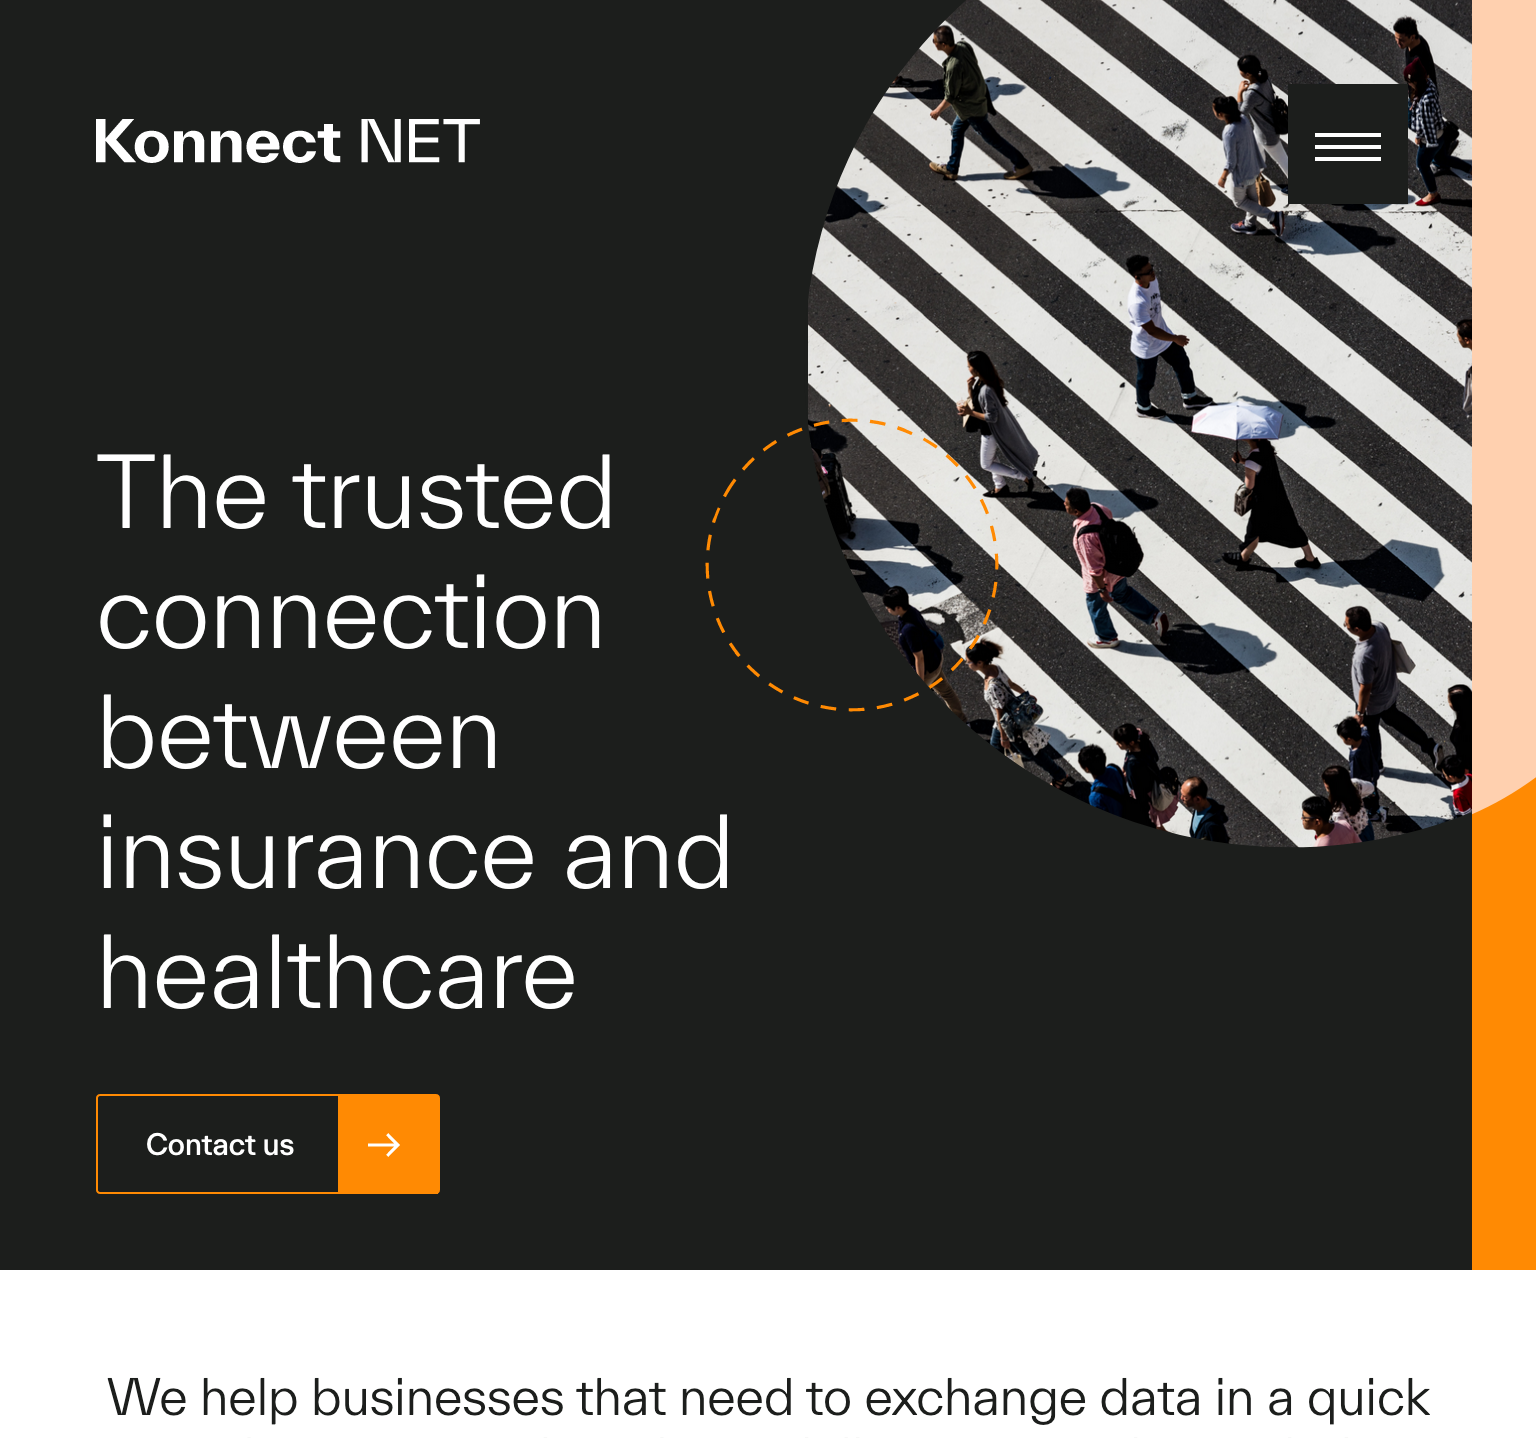 Konnect NET
The trusted
connection
between
insurance and
healthcare
Contact us
We help businesses that need to exchange data in a quick